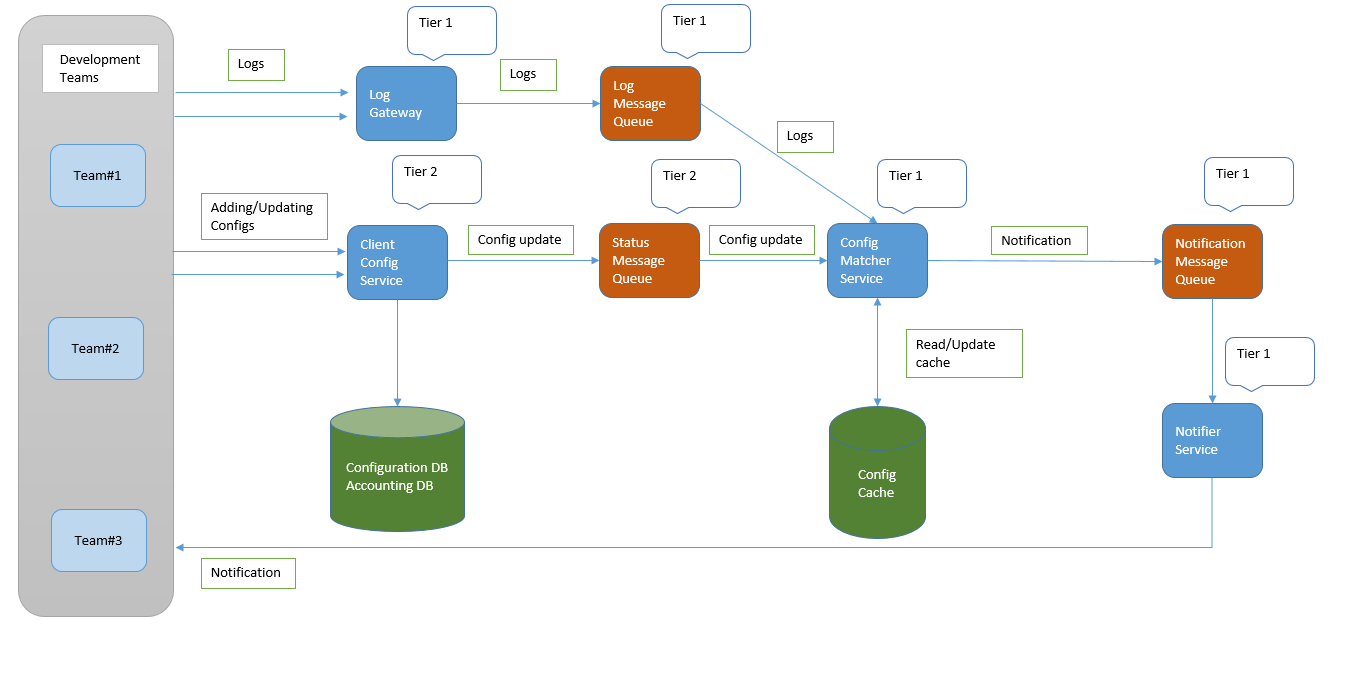 Tier 1
Tier 1
Development
Teams
Logs
Logs
Log
Gateway
Log
Message
Queue
Logs
Team#1
Tier 2
Tier 2
Tier 1
Tier 1
Adding/Updating
Configs
Client
Config
Service
Config update
Status
Message
Queue
Config update
Config
Matcher
Service
Notification
Notification
Message
Queue
Team#2
Read/Update
cache
Tier 1
Configuration DB
Accounting DB
Config
Cache
Notifier
Service
Team#3
Notification